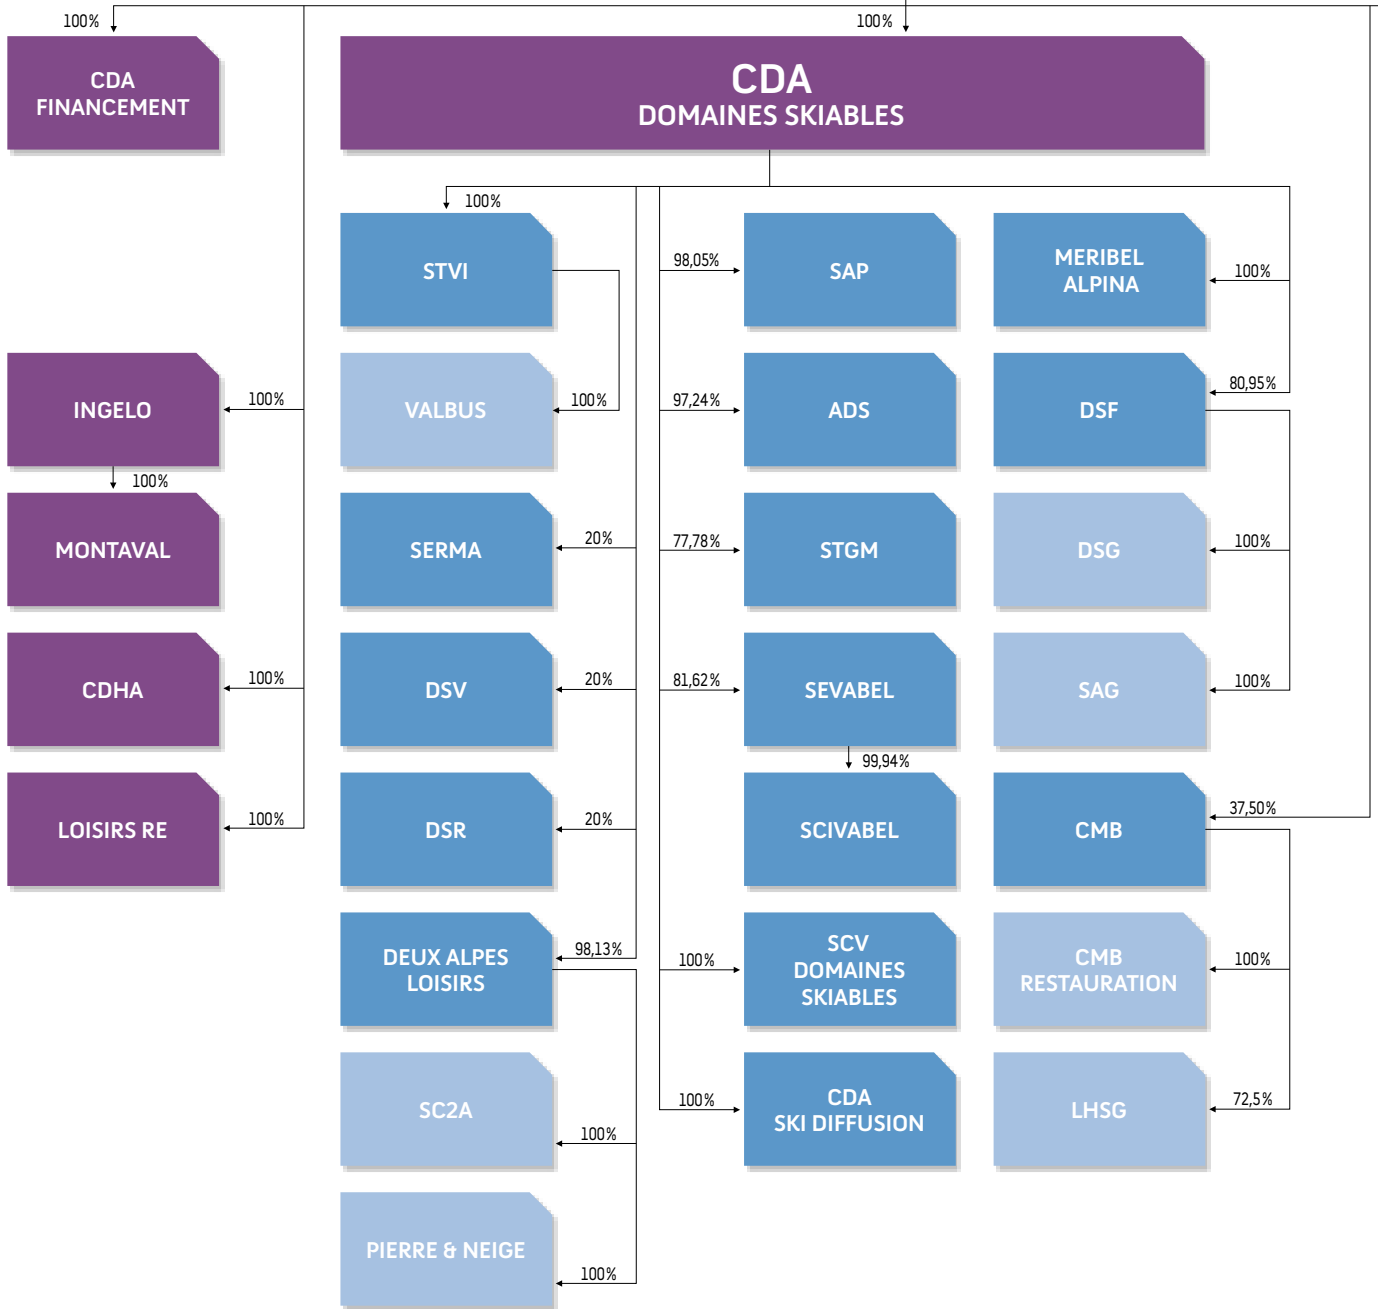 100%
100%
CDA
FINANCEMENT
CDA
DOMAINES SKIABLES
100%
STVI
98,05%
SAP
MERIBEL
ALPINA
100%
INGELO
100%
VALBUS
100%
97,24%
ADS
DSF
80,95%
100%
MONTAVAL
SERMA
20%
77,78%
STGM
DSG
100%
CDHA
100%
DSV
20%
81,62%
SEVABEL
SAG
100%
99,94%
LOISIRS RE
100%
DSR
20%
SCIVABEL
CMB
37,50%
DEUX ALPES
LOISIRS
98,13%
100%
SCV
DOMAINES
SKIABLES
CMB
RESTAURATION
100%
SC2A
100%
100%
CDA
SKI DIFFUSION
LHSG
72,5%
PIERRE & NEIGE
100%